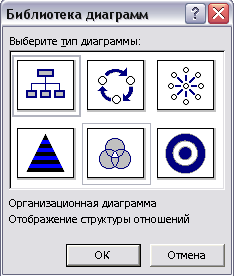 Библиотека диаграмм
Выберите тип диаграммы:
Организационная диаграмма
Отображение структуры отношений
ОК
Отмена